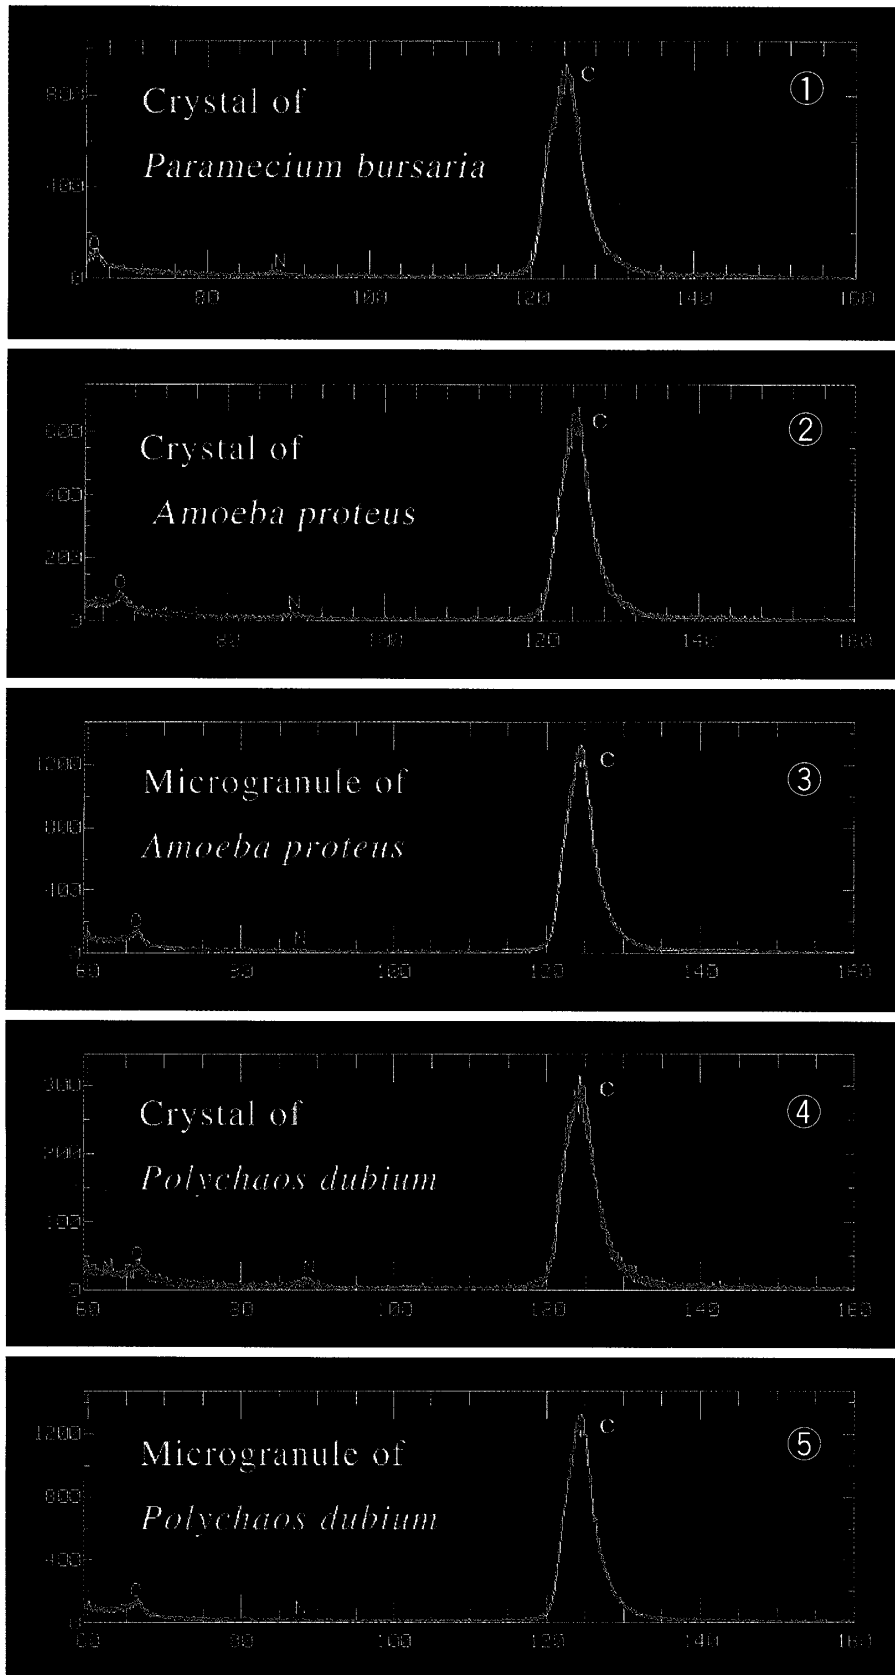 800
400
0
Crystal of
Paramecium bursaria
①
C
O
N
80
100
120
140
160
600
400
200
0
Crystal of
Amoeba proteus
②
C
O
N
80
100
120
140
160
1200
800
400
0
Microgranule of
Amoeba proteus
③
C
O
N
60
80
100
120
140
160
300
200
100
0
Crystal of
Polychaos dubium
④
C
O
N
60
80
100
120
140
160
1200
800
400
0
Microgranule of
Polychaos dubium
⑤
C
O
60
80
100
120
140
160